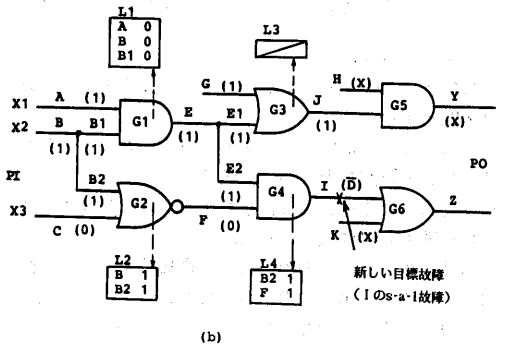 L1
A 0
B 0
B1 0
L3
G (1)
H (X)
X1 A (1)
G1
E
(1)
E1
(1)
G3
J
(1)
G5
Y
(X)
X2 B B1
(1) (1)
PI
PO
B2
(1)
E2
(1)
G4
I (D̅)
G6
Z
X3
C (0)
G2
F
(0)
K (X)
L2
B 1
B2 1
L4
B2 1
F 1
新しい目標故障
(Iのs-a-1故障)
(b)